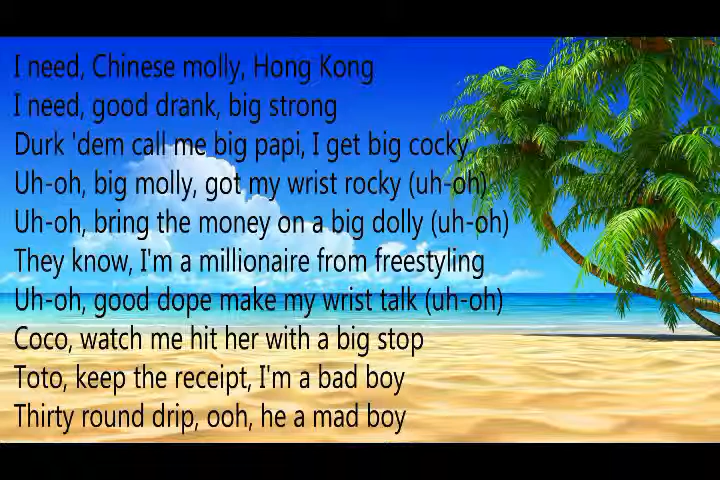 I need, Chinese molly, Hong Kong
I need, good drank, big strong
Durk 'dem call me big papi, I get big cocky
Uh-oh, big molly, got my wrist rocky (uh-oh)
Uh-oh, bring the money on a big dolly (uh-oh)
They know, I'm a millionaire from freestyling
Uh-oh, good dope make my wrist talk (uh-oh)
Coco, watch me hit her with a big stop
Toto, keep the receipt, I'm a bad boy
Thirty round drip, ooh, he a mad boy